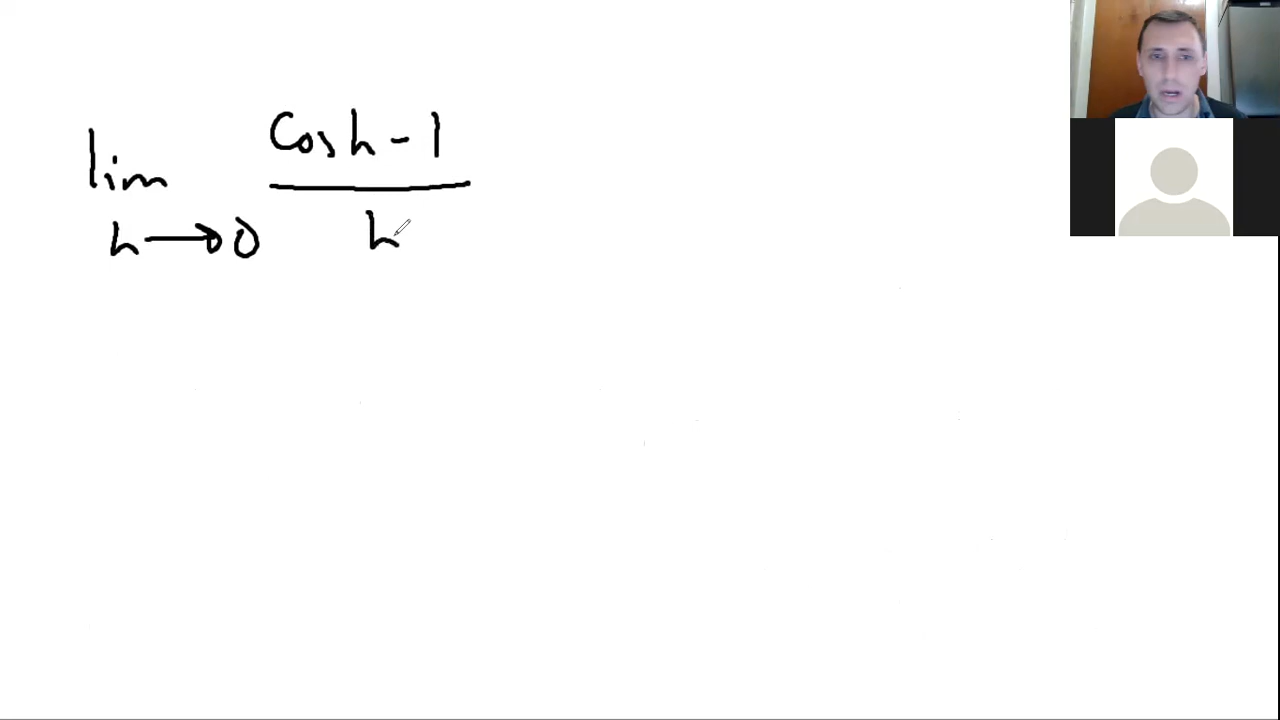 lim cos h - 1
h → 0 h